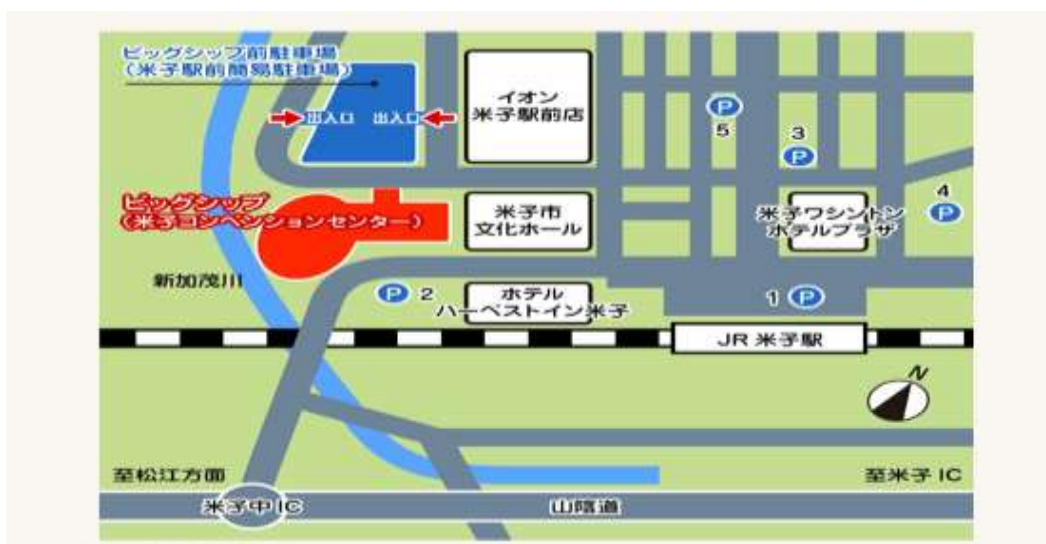 ビッグシップ前駐車場
（米子駅前簡易駐車場）
出入口 出入口
イオン
米子駅前店
P
5
3
P
4
P
ビッグシップ
（米子コンベンションセンター）
米子市
文化ホール
米子ワシントン
ホテルプラザ
新加茂川
P 2
ホテル
ハーベストイン米子
1 P
JR 米子駅
N
至松江方面
至米子 IC
米子中IC
山陰道